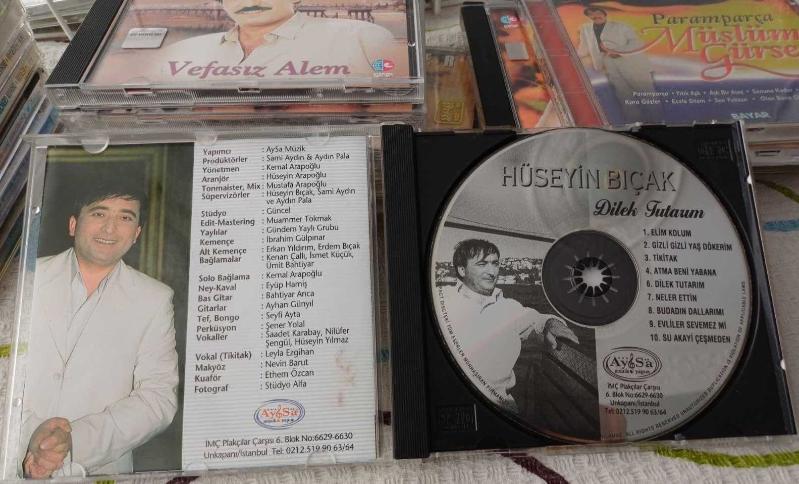 Vefasız Alem
Paramparça
Müslüm
Gürse
BAYAR
Yapımcı : AySa Müzik
Prodüktörler : Sami Aydın & Aydın Pala
Yönetmen : Kemal Arapoğlu
Aranjör : Hüseyin Arapoğlu
Tonmaister, Mix : Mustafa Arapoğlu
Süpervizörler : Hüseyin Bıçak, Sami Aydın
ve Aydın Pala
Stüdyo : Güncel
Edit-Mastering : Muammer Tokmak
Yaylılar : Gündem Yaylı Grubu
Kemençe : İbrahim Gülpınar
Alt Kemençe : Erkan Yıldırım, Erdem Bıçak
Bağlamalar : Kenan Çallı, İsmet Küçük,
Ümit Bahtiyar
Solo Bağlama : Kemal Arapoğlu
Ney-Kaval : Eyüp Hamiş
Bas Gitar : Bahtiyar Arıca
Gitarlar : Ayhan Günyıl
Tef, Bongo : Seyfi Ayta
Perküsyon : Şener Yolal
Vokaller : Saadet Karabay, Nilüfer
Şengül, Hüseyin Yılmaz
Vokal (Tikitak) : Leyla Ezgihan
Makyöz : Nevin Barut
Kuaför : Ethem Özcan
Fotograf : Stüdyo Alfa
AySa
İMÇ Plakçılar Çarşısı 6. Blok No:6629-6630
Unkapanı/İstanbul Tel: 0212.519 90 63/64
HÜSEYİN BIÇAK
Dilek Tutarım
1. ELİM KOLUM
2. GİZLİ GİZLİ YAŞ DÖKERİM
3. TİKİTAK
4. ATMA BENİ YABANA
6. DİLEK TUTARIM
7. NELER ETTİN
8. BUDADIN DALLARIMI
9. EVLİLER SEVEMEZ Mİ
10. SU AKAYİ ÇEŞMEDEN
AySa
İMÇ Plakçılar Çarşısı
6. Blok No:6629-6630
Unkapanı/İstanbul
Tel: 0212.519 90 63/64